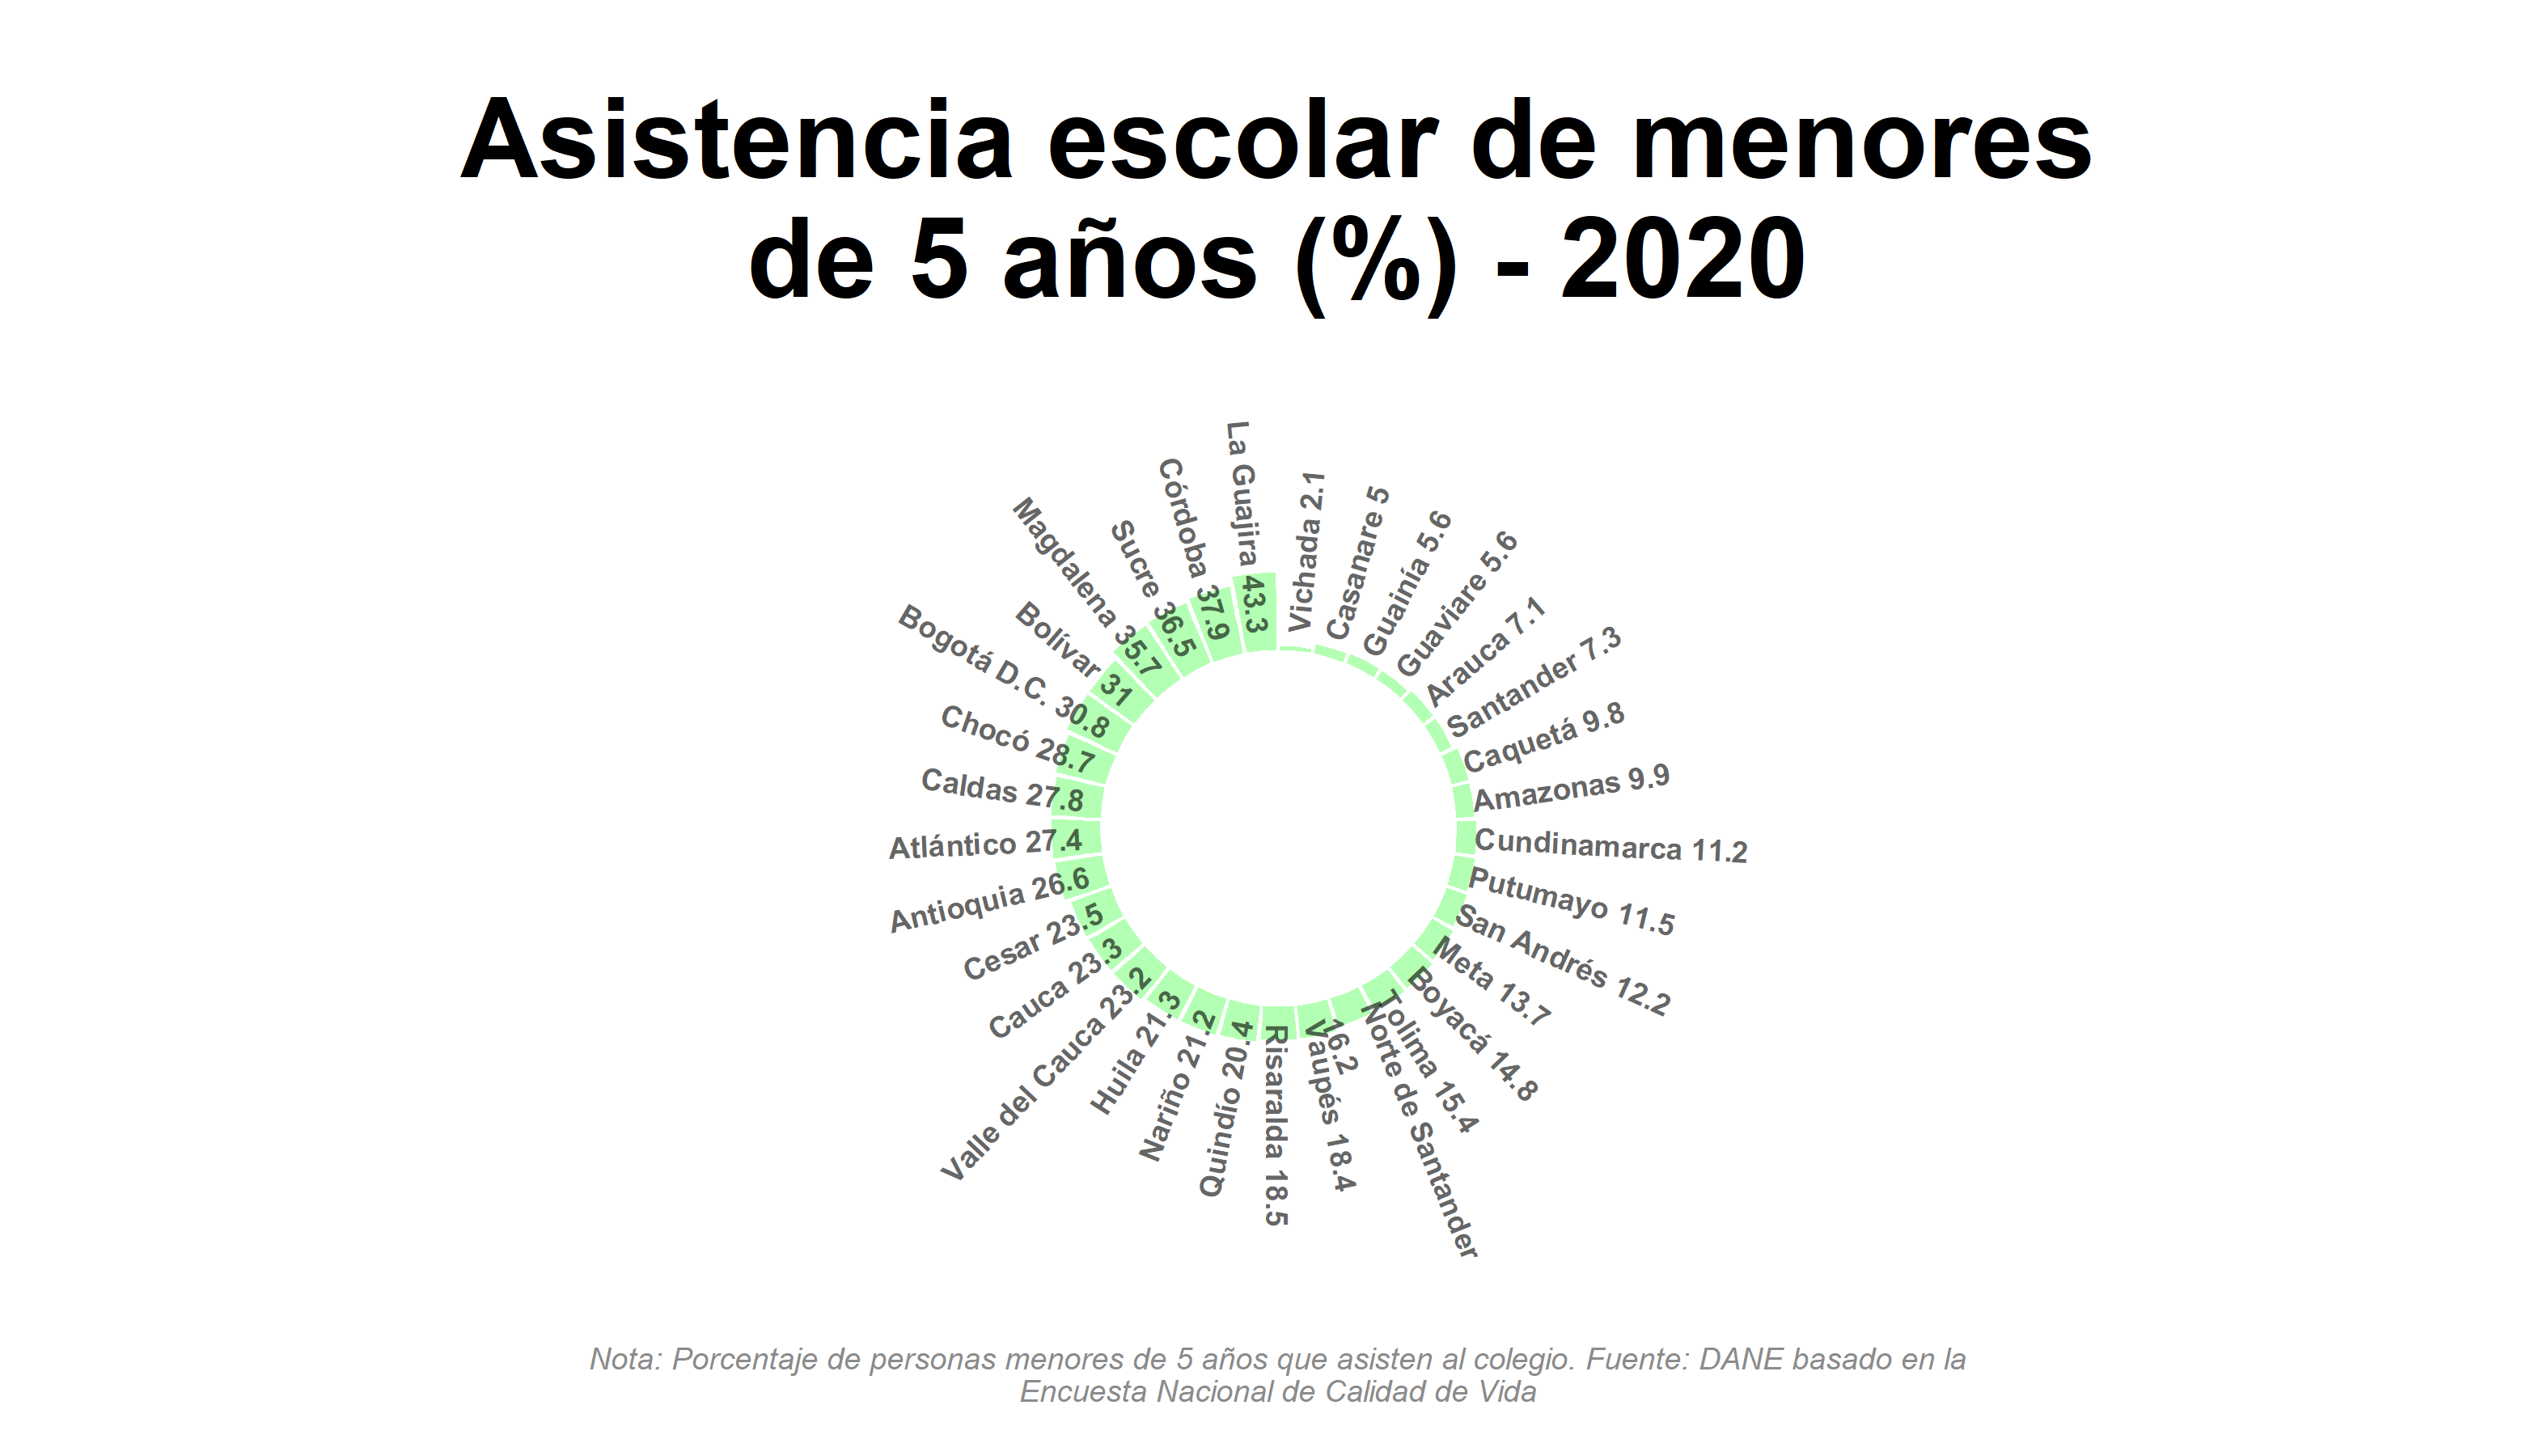 Asistencia escolar de menores
de 5 años (%) - 2020
Vichada 2.1
Casanare 5
Guainía 5.6
Guaviare 5.6
Arauca 7.1
Santander 7.3
Caquetá 9.8
Amazonas 9.9
Cundinamarca 11.2
Putumayo 11.5
San Andrés 12.2
Meta 13.7
Boyacá 14.8
Tolima 15.4
Norte de Santander
16.2
Vaupés 18.4
Risaralda 18.5
Quindío 20.4
Nariño 21.2
Huila 21.3
Valle del Cauca 23.2
Cauca 23.3
Cesar 23.5
Antioquia 26.6
Atlántico 27.4
Caldas 27.8
Chocó 28.7
Bogotá D.C. 30.8
Bolívar 31
Magdalena 35.7
Sucre 36.5
Córdoba 37.9
La Guajira 43.3
Nota: Porcentaje de personas menores de 5 años que asisten al colegio. Fuente: DANE basado en la
Encuesta Nacional de Calidad de Vida